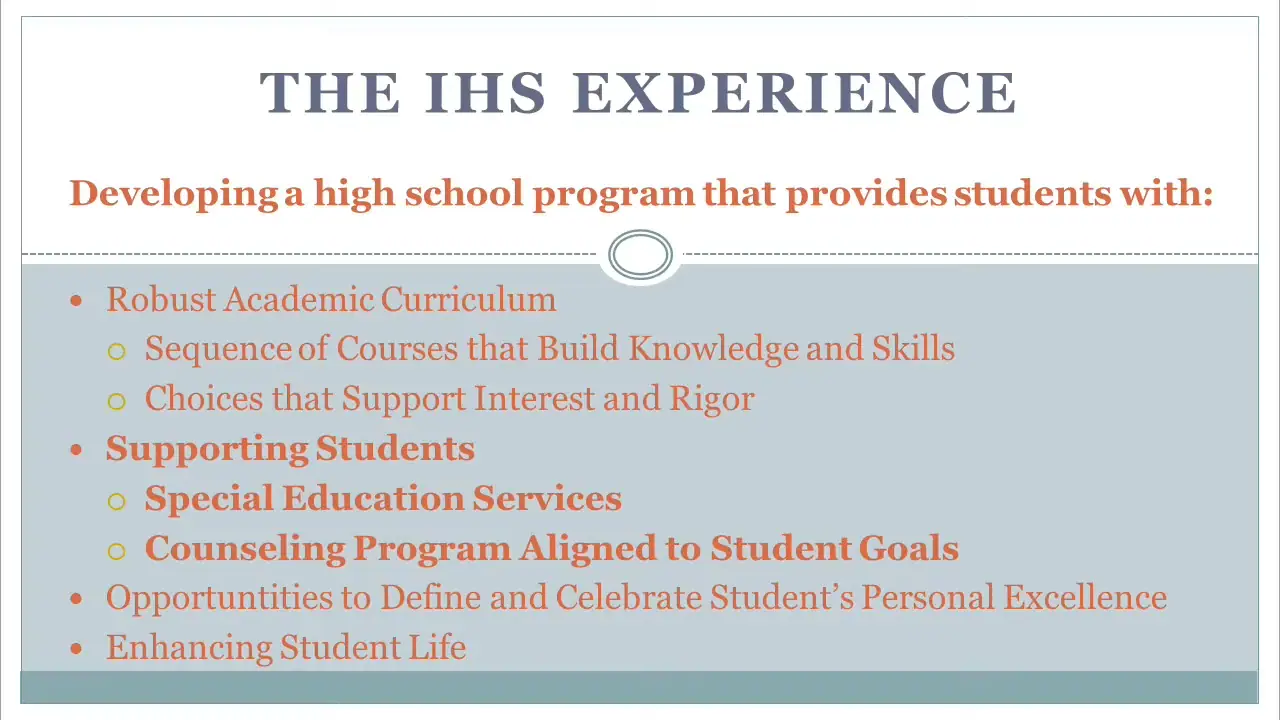 THE IHS EXPERIENCE
Developing a high school program that provides students with:
• Robust Academic Curriculum
○ Sequence of Courses that Build Knowledge and Skills
○ Choices that Support Interest and Rigor
• Supporting Students
○ Special Education Services
○ Counseling Program Aligned to Student Goals
• Opportuntities to Define and Celebrate Student’s Personal Excellence
• Enhancing Student Life